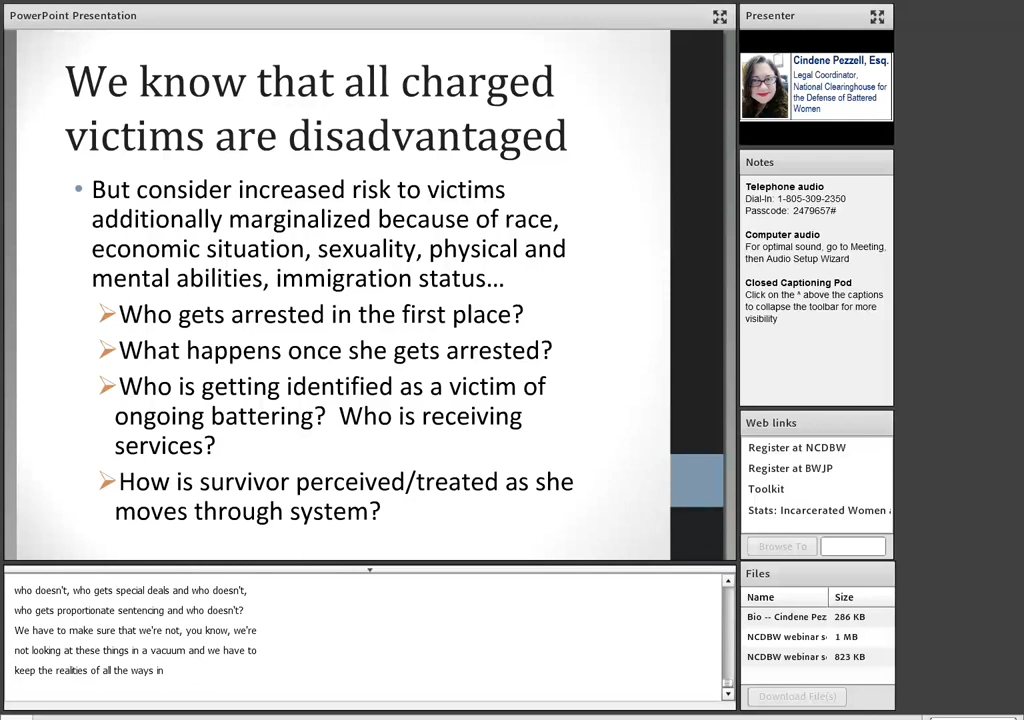 PowerPoint Presentation
We know that all charged
victims are disadvantaged
• But consider increased risk to victims
additionally marginalized because of race,
economic situation, sexuality, physical and
mental abilities, immigration status…
➢Who gets arrested in the first place?
➢What happens once she gets arrested?
➢Who is getting identified as a victim of
ongoing battering?  Who is receiving
services?
➢How is survivor perceived/treated as she
moves through system?
who doesn't, who gets special deals and who doesn't,
who gets proportionate sentencing and who doesn't?
We have to make sure that we're not, you know, we're
not looking at these things in a vacuum and we have to
keep the realities of all the ways in
Presenter
Cindene Pezzell, Esq.
Legal Coordinator,
National Clearinghouse for
the Defense of Battered
Women
Notes
Telephone audio
Dial-In: 1-805-309-2350
Passcode: 2479657#
Computer audio
For optimal sound, go to Meeting,
then Audio Setup Wizard
Closed Captioning Pod
Click on the ^ above the captions
to collapse the toolbar for more
visibility
Web links
Register at NCDBW
Register at BWJP
Toolkit
Stats: Incarcerated Women
Browse To
Files
Name Size
Bio -- Cindene Pez 286 KB
NCDBW webinar s 1 MB
NCDBW webinar s 823 KB
Download File(s)